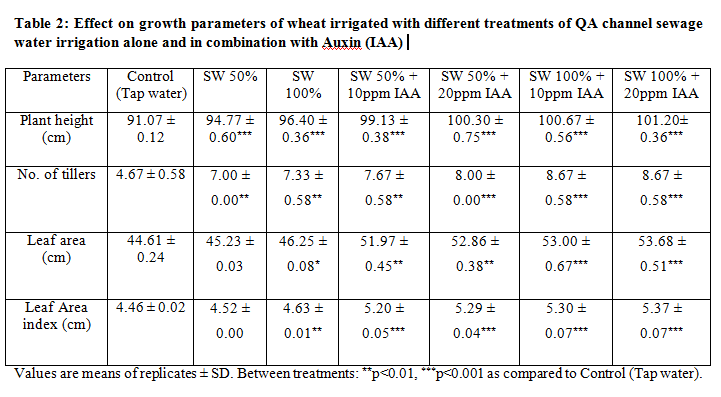 Table 2: Effect on growth parameters of wheat irrigated with different treatments of QA channel sewage
water irrigation alone and in combination with Auxin (IAA)
Parameters Control SW 50% SW SW 50% + SW 50% + SW 100% + SW 100% +
(Tap water) 100% 10ppm IAA 20ppm IAA 10ppm IAA 20ppm IAA
Plant height 91.07 ± 94.77 ± 96.40 ± 99.13 ± 100.30 ± 100.67 ± 101.20±
(cm) 0.12 0.60*** 0.36*** 0.38*** 0.75*** 0.56*** 0.36***
No. of tillers 4.67 ± 0.58 7.00 ± 7.33 ± 7.67 ± 8.00 ± 8.67 ± 8.67 ±
0.00** 0.58** 0.58** 0.00*** 0.58*** 0.58***
Leaf area 44.61 ± 45.23 ± 46.25 ± 51.97 ± 52.86 ± 53.00 ± 53.68 ±
(cm) 0.24 0.03 0.08* 0.45** 0.38** 0.67*** 0.51***
Leaf Area 4.46 ± 0.02 4.52 ± 4.63 ± 5.20 ± 5.29 ± 5.30 ± 5.37 ±
index (cm) 0.00 0.01** 0.05*** 0.04*** 0.07*** 0.07***
Values are means of replicates ± SD. Between treatments: **p<0.01, ***p<0.001 as compared to Control (Tap water).